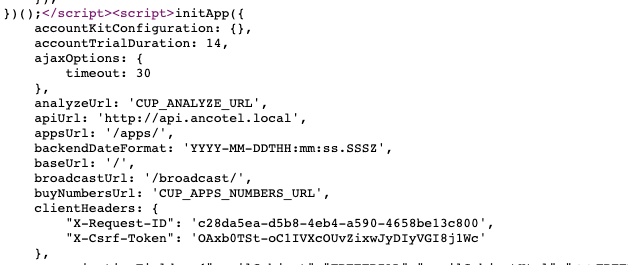 })();</script><script>initApp({
accountKitConfiguration: {},
accountTrialDuration: 14,
ajaxOptions: {
timeout: 30
},
analyzeUrl: 'CUP_ANALYZE_URL',
apiUrl: 'http://api.ancotel.local',
appsUrl: '/apps/',
backendDateFormat: 'YYYY-MM-DDTHH:mm:ss.SSSZ',
baseUrl: '/',
broadcastUrl: '/broadcast/',
buyNumbersUrl: 'CUP_APPS_NUMBERS_URL',
clientHeaders: {
"X-Request-ID": 'c28da5ea-d5b8-4eb4-a590-4658be13c800',
"X-Csrf-Token": 'OAxb0TSt-oClIVXcOUvZixwJyDIyVGI8jlWc'
},